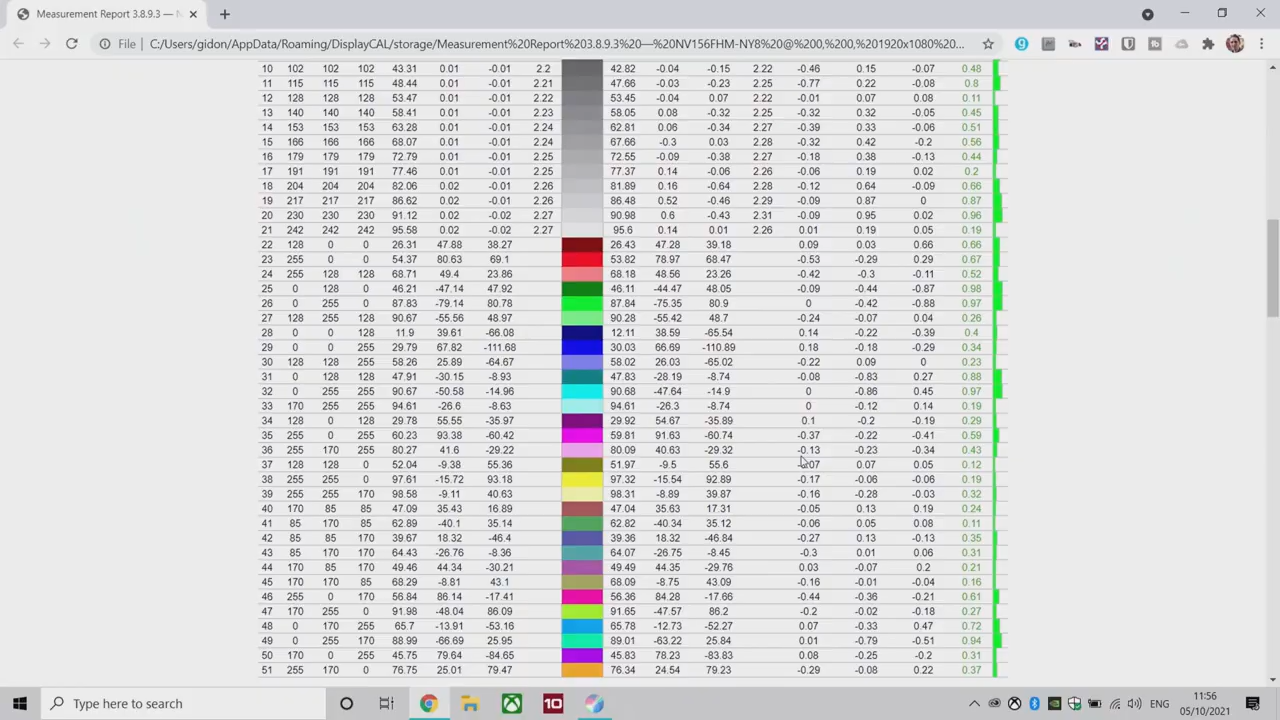 Measurement Report 3.8.9.3 — N
File C:/Users/gidon/AppData/Roaming/DisplayCAL/storage/Measurement%20Report%203.8.9.3%20—%20NV156FHM-NY8%20@%200,%200,%201920x1080%20...
10 102 102 102 43.31 0.01 -0.01 2.2 42.82 -0.04 -0.15 2.22 -0.46 0.15 -0.07 0.48
11 115 115 115 48.44 0.01 -0.01 2.21 47.66 -0.03 -0.23 2.25 -0.77 0.22 -0.08 0.8
12 128 128 128 53.47 0.01 -0.01 2.22 53.45 -0.04 0.07 2.22 -0.01 0.07 0.08 0.11
13 140 140 140 58.41 0.01 -0.01 2.23 58.05 0.08 -0.32 2.25 -0.32 0.32 -0.05 0.45
14 153 153 153 63.28 0.01 -0.01 2.24 62.81 0.06 -0.34 2.27 -0.39 0.33 -0.06 0.51
15 166 166 166 68.07 0.01 -0.01 2.24 67.66 -0.3 0.03 2.28 -0.32 0.42 -0.2 0.56
16 179 179 179 72.79 0.01 -0.01 2.25 72.55 -0.09 -0.38 2.27 -0.18 0.38 -0.13 0.44
17 191 191 191 77.46 0.01 -0.01 2.25 77.37 0.14 -0.06 2.26 -0.06 0.19 0.02 0.2
18 204 204 204 82.06 0.02 -0.02 2.26 81.89 0.16 -0.64 2.28 -0.12 0.64 -0.09 0.66
19 217 217 217 86.62 0.02 -0.02 2.26 86.48 0.52 -0.46 2.29 -0.09 0.87 0 0.87
20 230 230 230 91.12 0.02 -0.02 2.27 90.98 0.6 -0.43 2.31 -0.09 0.95 0.02 0.96
21 242 242 242 95.58 0.02 -0.02 2.27 95.6 0.14 0.01 2.26 0.01 0.19 0.05 0.19
22 128 0 0 26.31 47.88 38.27 26.43 47.28 39.18 0.09 0.03 0.66 0.66
23 255 0 0 54.37 80.63 69.1 53.82 78.97 68.47 -0.53 -0.29 0.29 0.67
24 255 128 128 68.71 49.4 23.86 68.18 48.56 23.26 -0.42 -0.3 -0.11 0.52
25 0 128 0 46.21 -47.14 47.92 46.11 -44.47 48.05 -0.09 -0.44 -0.87 0.98
26 0 255 0 87.83 -79.14 80.78 87.84 -75.35 80.9 0 -0.42 -0.88 0.97
27 128 255 128 90.67 -55.56 48.97 90.28 -55.42 48.7 -0.24 -0.07 0.04 0.26
28 0 0 128 11.9 39.61 -66.08 12.11 38.59 -65.54 0.14 -0.22 -0.39 0.4
29 0 0 255 29.79 67.82 -111.68 30.03 66.69 -110.89 0.18 -0.18 -0.29 0.34
30 128 128 255 58.26 25.89 -64.67 58.02 26.03 -65.02 -0.22 0.09 0 0.23
31 0 128 128 47.91 -30.15 -8.93 47.83 -28.19 -8.74 -0.08 -0.83 0.27 0.88
32 0 255 255 90.67 -50.58 -14.96 90.68 -47.64 -14.9 0 -0.86 0.45 0.97
33 170 255 255 94.61 -26.6 -8.63 94.61 -26.3 -8.74 0 -0.12 0.14 0.19
34 128 0 128 29.78 55.55 -35.97 29.92 54.67 -35.89 0.1 -0.2 -0.19 0.29
35 255 0 255 60.23 93.38 -60.42 59.81 91.63 -60.74 -0.37 -0.22 -0.41 0.59
36 255 170 255 80.27 41.6 -29.22 80.09 40.63 -29.32 -0.13 -0.23 -0.34 0.43
37 128 128 0 52.04 -9.38 55.36 51.97 -9.5 55.6 -0.07 0.07 0.05 0.12
38 255 255 0 97.61 -15.72 93.18 97.32 -15.54 92.89 -0.17 -0.06 -0.06 0.19
39 255 255 170 98.58 -9.11 40.63 98.31 -8.89 39.87 -0.16 -0.28 -0.03 0.32
40 170 85 85 47.09 35.43 16.89 47.04 35.63 17.31 -0.05 0.13 0.19 0.24
41 85 170 85 62.89 -40.1 35.14 62.82 -40.34 35.12 -0.06 0.05 0.08 0.11
42 85 85 170 39.67 18.32 -46.4 39.36 18.32 -46.84 -0.27 0.13 -0.13 0.35
43 85 170 170 64.43 -26.76 -8.36 64.07 -26.75 -8.45 -0.3 0.01 0.06 0.31
44 170 85 170 49.46 44.34 -30.21 49.49 44.35 -29.76 0.03 -0.07 0.2 0.21
45 170 170 85 68.29 -8.81 43.1 68.09 -8.75 43.09 -0.16 -0.01 -0.04 0.16
46 255 0 170 56.84 86.14 -17.41 56.36 84.28 -17.66 -0.44 -0.36 -0.21 0.61
47 170 255 0 91.98 -48.04 86.09 91.65 -47.57 86.2 -0.2 -0.02 -0.18 0.27
48 0 170 255 65.7 -13.91 -53.16 65.78 -12.73 -52.27 0.07 -0.33 0.47 0.72
49 0 255 170 88.99 -66.69 25.95 89.01 -63.22 25.84 0.01 -0.79 -0.51 0.94
50 170 0 255 45.75 79.64 -84.65 45.83 78.23 -83.83 0.08 -0.25 -0.2 0.31
51 255 170 0 76.75 25.01 79.47 76.34 24.54 79.23 -0.29 -0.08 0.22 0.37
Type here to search
10
ENG
11:56
05/10/2021